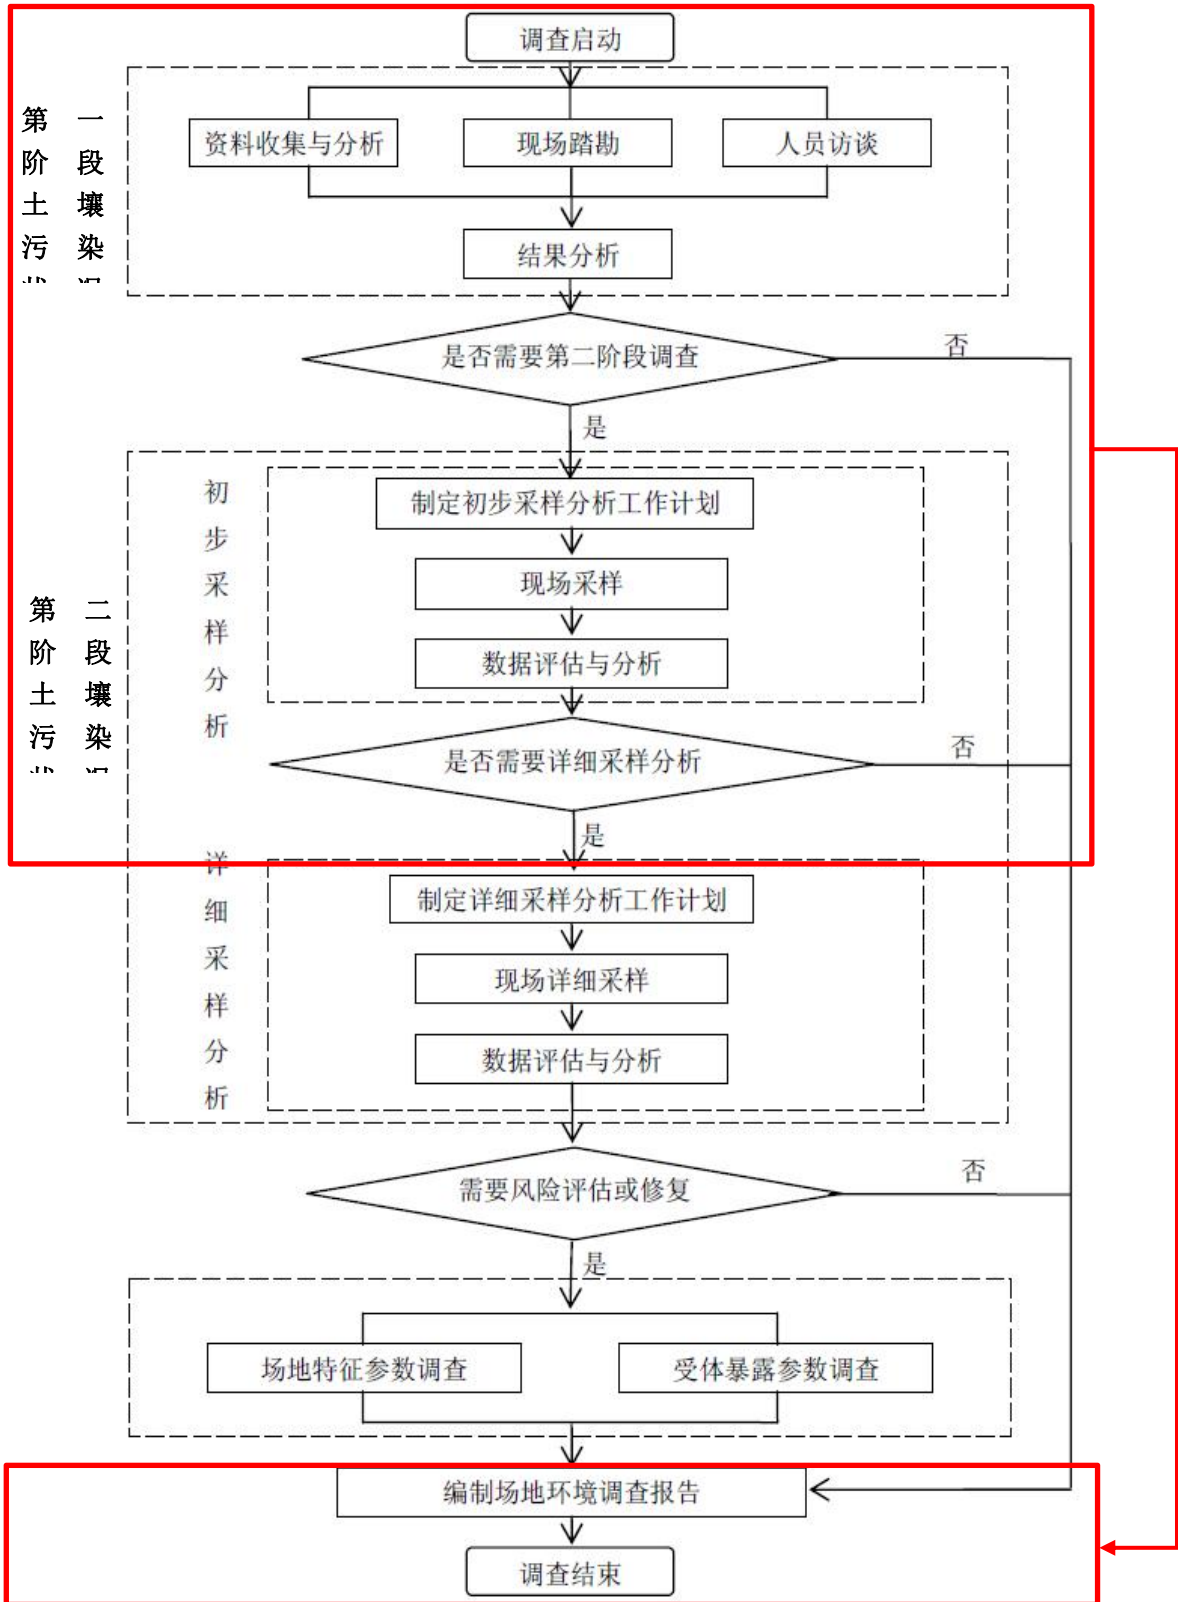 调查启动
第一
阶段
土壤
污染
资料收集与分析
现场踏勘
人员访谈
结果分析
是否需要第二阶段调查
否
是
第二
阶段
土壤
污染
初步采样分析
制定初步采样分析工作计划
现场采样
数据评估与分析
是否需要详细采样分析
否
是
详细采样分析
制定详细采样分析工作计划
现场详细采样
数据评估与分析
需要风险评估或修复
否
是
场地特征参数调查
受体暴露参数调查
编制场地环境调查报告
调查结束